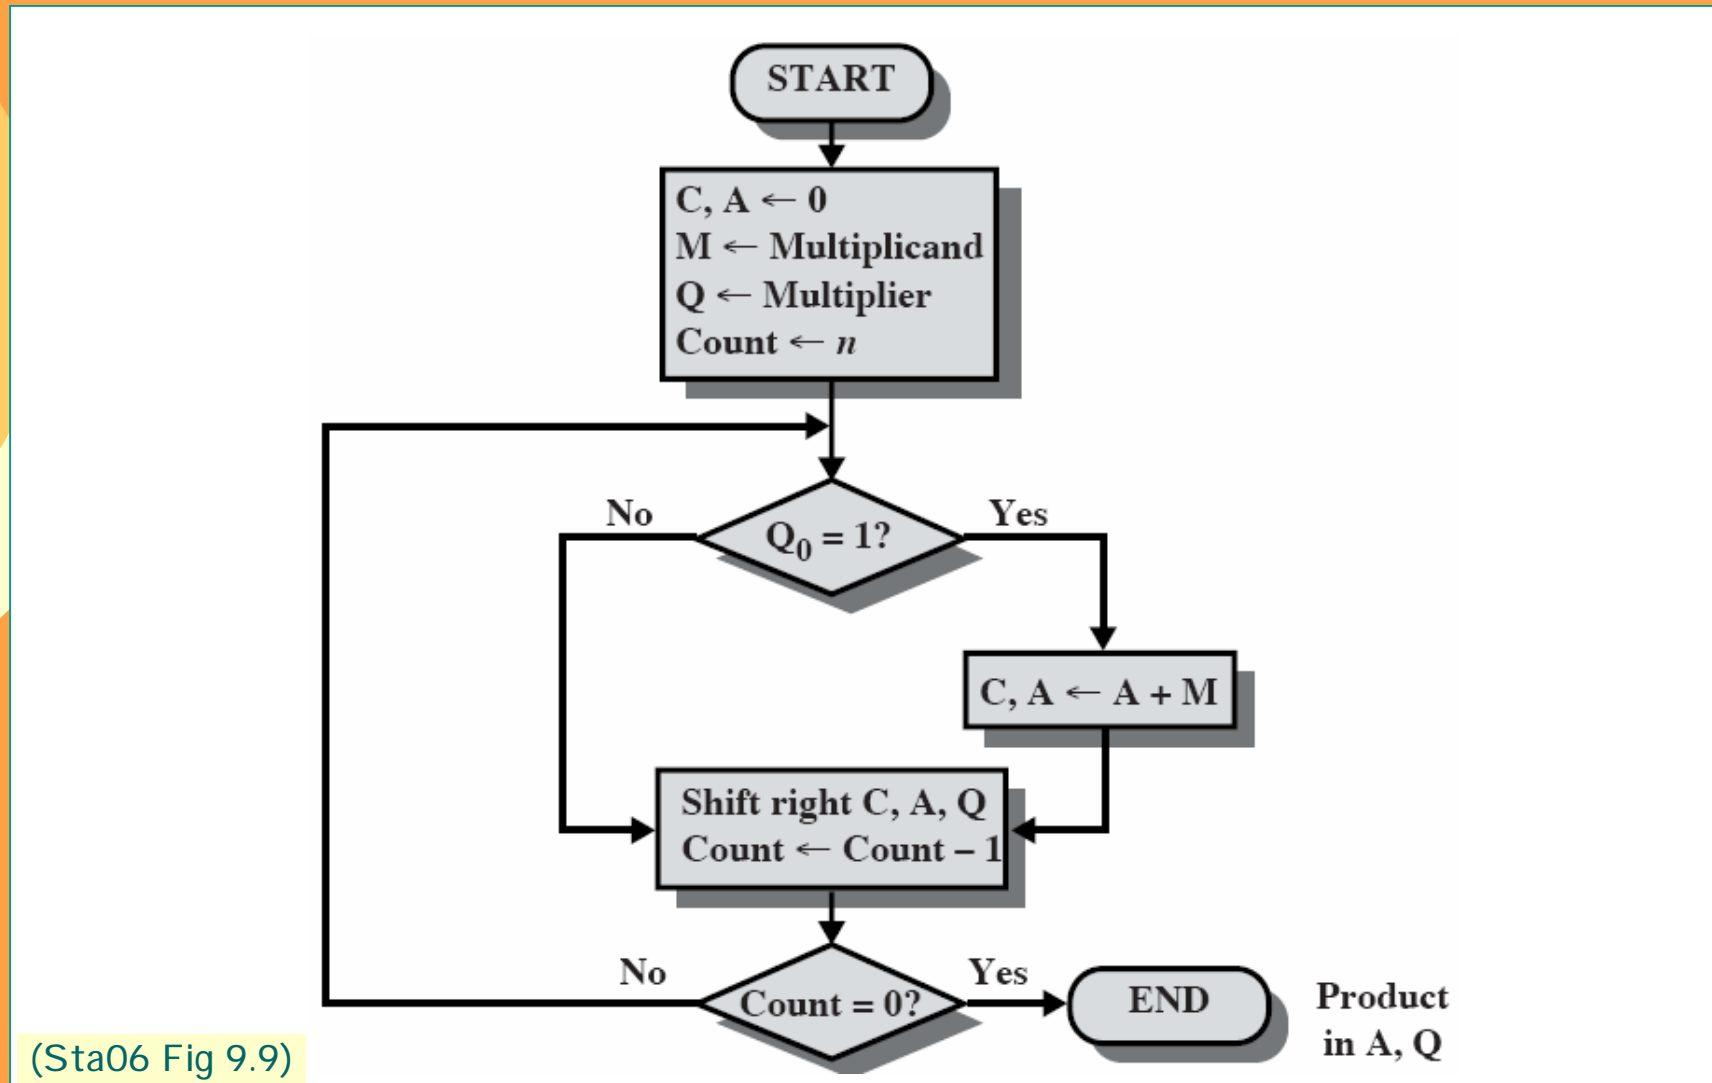 START
C, A ← 0
M ← Multiplicand
Q ← Multiplier
Count ← n
No
Yes
Q₀ = 1?
C, A ← A + M
Shift right C, A, Q
Count ← Count – 1
No
Yes
Count = 0?
END
Product
in A, Q
(Sta06 Fig 9.9)